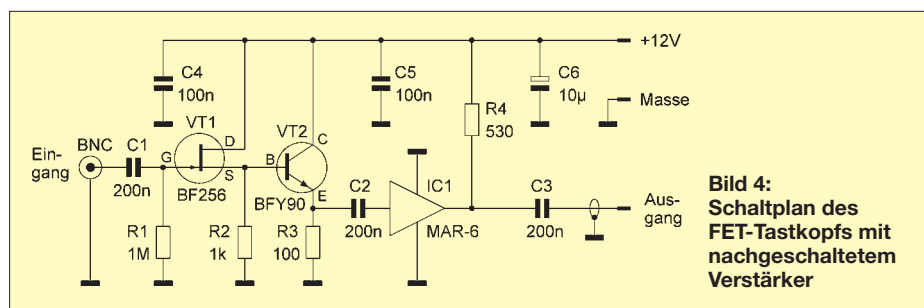 +12V
C4
100n
C5
100n
C6
10µ
Masse
R4
530
VT1
D
G
S
BF256
VT2
C
B
E
BFY90
Ein-
gang
BNC
C1
200n
C2
200n
IC1
MAR-6
C3
200n
Aus-
gang
R1
1M
R2
1k
R3
100
Bild 4:
Schaltplan des
FET-Tastkopfs mit
nachgeschaltetem
Verstärker